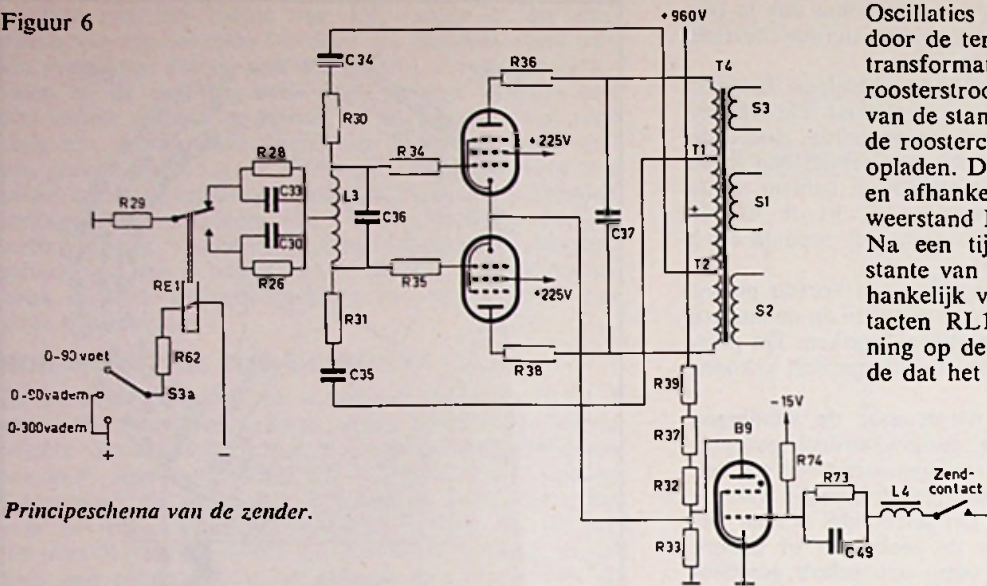 Figuur 6
+960V
C34
R36
T4
R30
S3
+225V
R34
R28
T1
C33
L3
R29
C36
S1
C37
C30
+
R26
T2
R35
RE1
+225V
S2
R31
0-90 voet
R62
C35
R38
S3a
R39
0-90vadem
0-300vadem
+
–
-15V
R37
B9
R74
R73
L4
Zend-
contact
R32
R33
C49
Principeschema van de zender.
Oscillatics
door de ter
transformat
roosterstroo
van de stan
de roosterc
opladen. D
en afhanke
weerstand
Na een tij
stante van
hankelijk v
tacten RL1
ning op de
de dat het